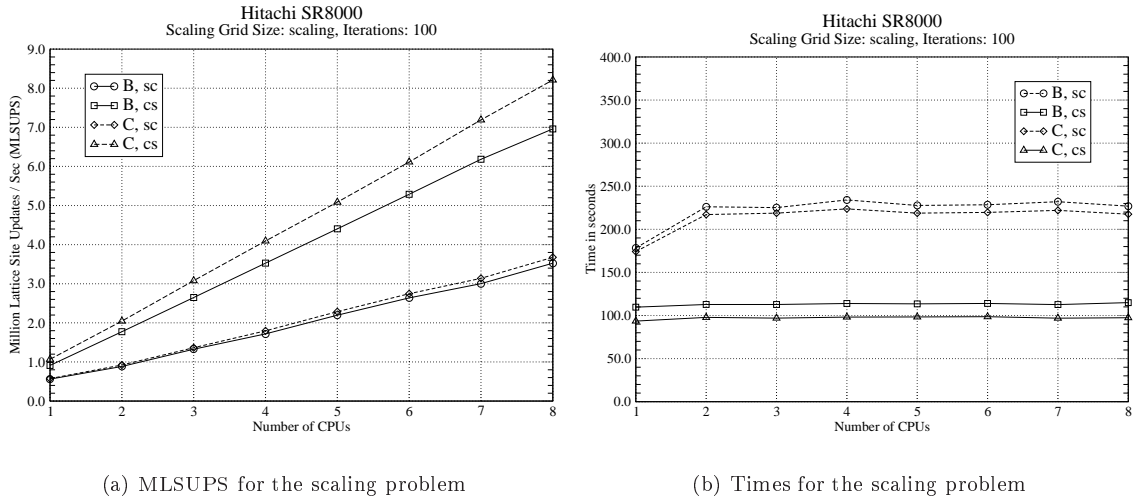 Hitachi SR8000
Scaling Grid Size: scaling, Iterations: 100
Million Lattice Site Updates / Sec (MLSUPS)
9.0
8.0
7.0
6.0
5.0
4.0
3.0
2.0
1.0
0.0
B, sc
B, cs
C, sc
C, cs
1 2 3 4 5 6 7 8
Number of CPUs
(a) MLSUPS for the scaling problem
Hitachi SR8000
Scaling Grid Size: scaling, Iterations: 100
Time in seconds
400.0
350.0
300.0
250.0
200.0
150.0
100.0
50.0
0.0
B, sc
B, cs
C, sc
C, cs
1 2 3 4 5 6 7 8
Number of CPUs
(b) Times for the scaling problem